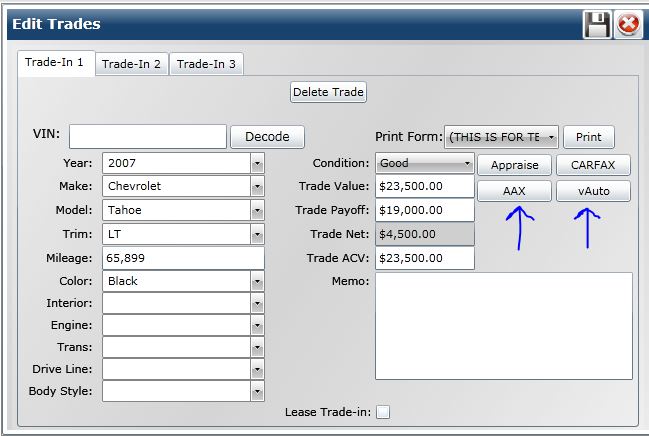 Edit Trades
Trade-In 1 Trade-In 2 Trade-In 3
Delete Trade
VIN: Decode Print Form: (THIS IS FOR TE Print
Year: 2007 Condition: Good Appraise CARFAX
Make: Chevrolet Trade Value: $23,500.00 AAX vAuto
Model: Tahoe Trade Payoff: $19,000.00
Trim: LT Trade Net: $4,500.00
Mileage: 65,899 Trade ACV: $23,500.00
Color: Black Memo:
Interior:
Engine:
Trans:
Drive Line:
Body Style:
Lease Trade-in: